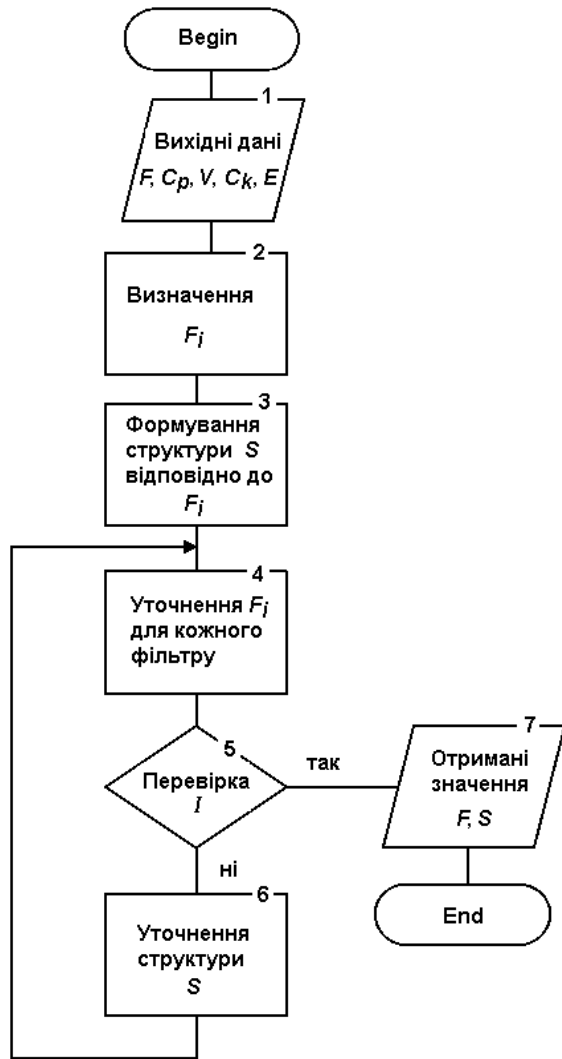 Begin
1
Вихідні дані
F, Cp, V, Ck, E
2
Визначення
Fi
3
Формування
структури S
відповідно до
Fi
4
Уточнення Fi
для кожного
фільтру
5
Перевірка
I
так
7
Отримані
значення
F, S
End
ні
6
Уточнення
структури
S